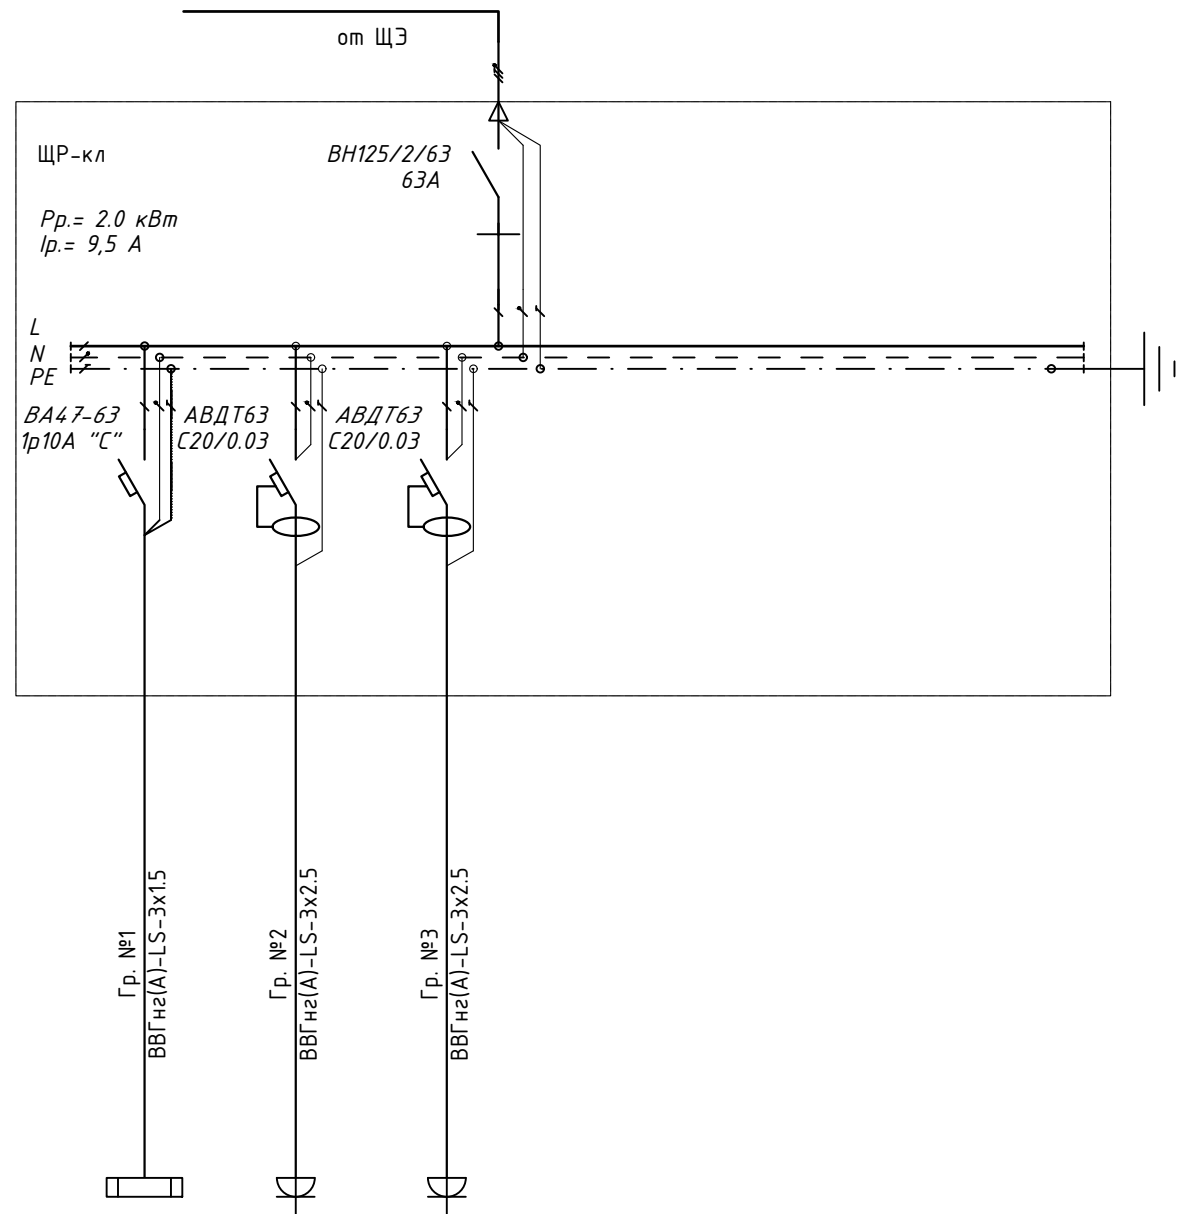 от ЩЭ
ЩР-кл
ВН125/2/63
63А
Рр.= 2.0 кВт
Iр.= 9,5 А
L
N
PE
ВА47-63
1р10А "С"
АВДТ63
С20/0.03
АВДТ63
С20/0.03
Гр. №1
ВВГнг(А)-LS-3х1.5
Гр. №2
ВВГнг(А)-LS-3х2.5
Гр. №3
ВВГнг(А)-LS-3х2.5